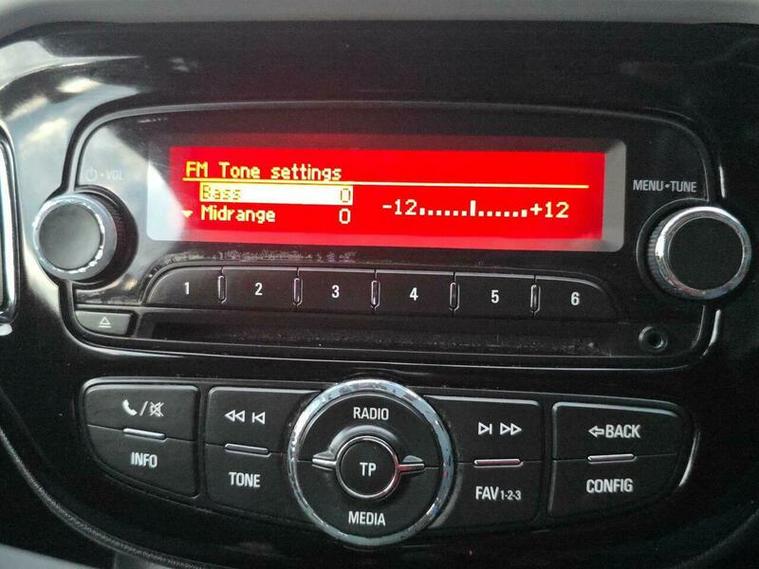 FM Tone settings
VOL
MENU•TUNE
Bass 0
Midrange 0
-12 +12
1 2 3 4 5 6
RADIO
INFO
TONE
TP
MEDIA
FAV1-2-3
BACK
CONFIG